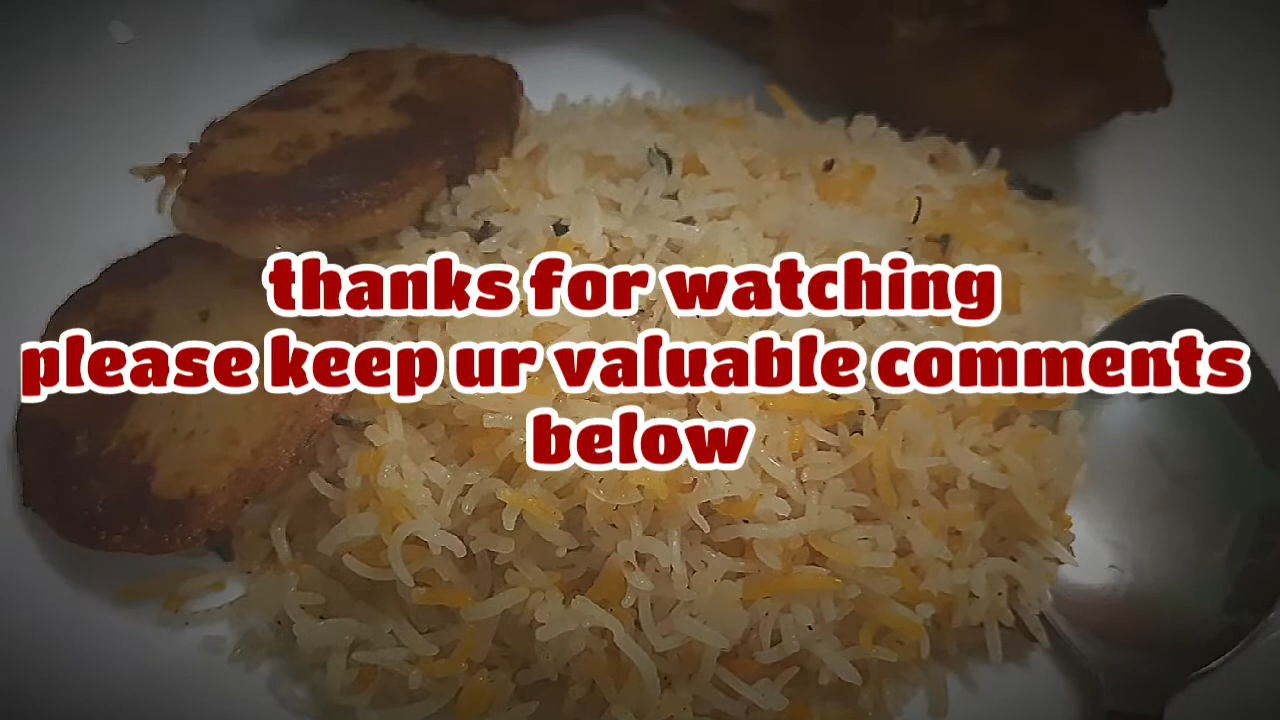 thanks for watching
please keep ur valuable comments
below